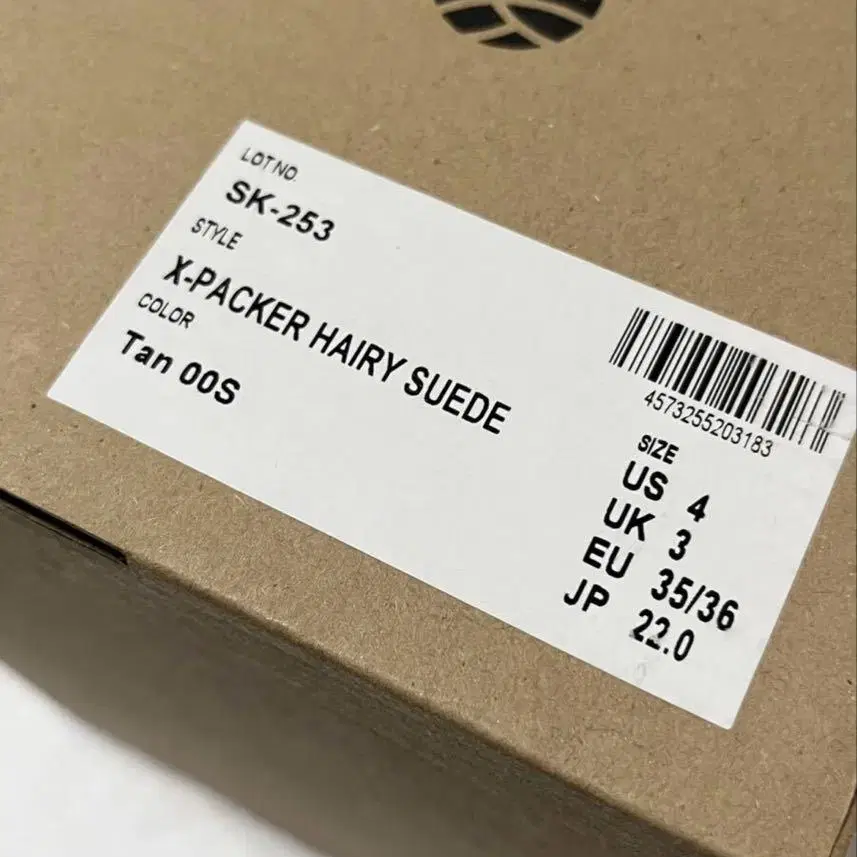 LOT NO.
SK-253
STYLE
X-PACKER HAIRY SUEDE
COLOR
Tan 00S
4573255203183
SIZE
US 4
UK 3
EU 35/36
JP 22.0